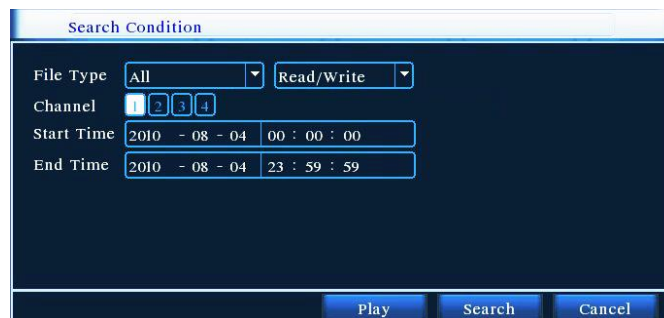 Search Condition
File Type All Read/Write
Channel 1 2 3 4
Start Time 2010 - 08 - 04 00 : 00 : 00
End Time 2010 - 08 - 04 23 : 59 : 59
Play Search Cancel